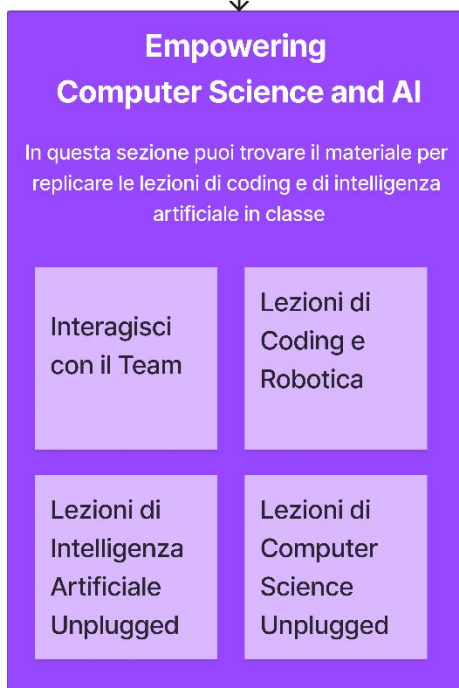 Empowering
Computer Science and AI
In questa sezione puoi trovare il materiale per
replicare le lezioni di coding e di intelligenza
artificiale in classe
Interagisci
con il Team
Lezioni di
Coding e
Robotica
Lezioni di
Intelligenza
Artificiale
Unplugged
Lezioni di
Computer
Science
Unplugged